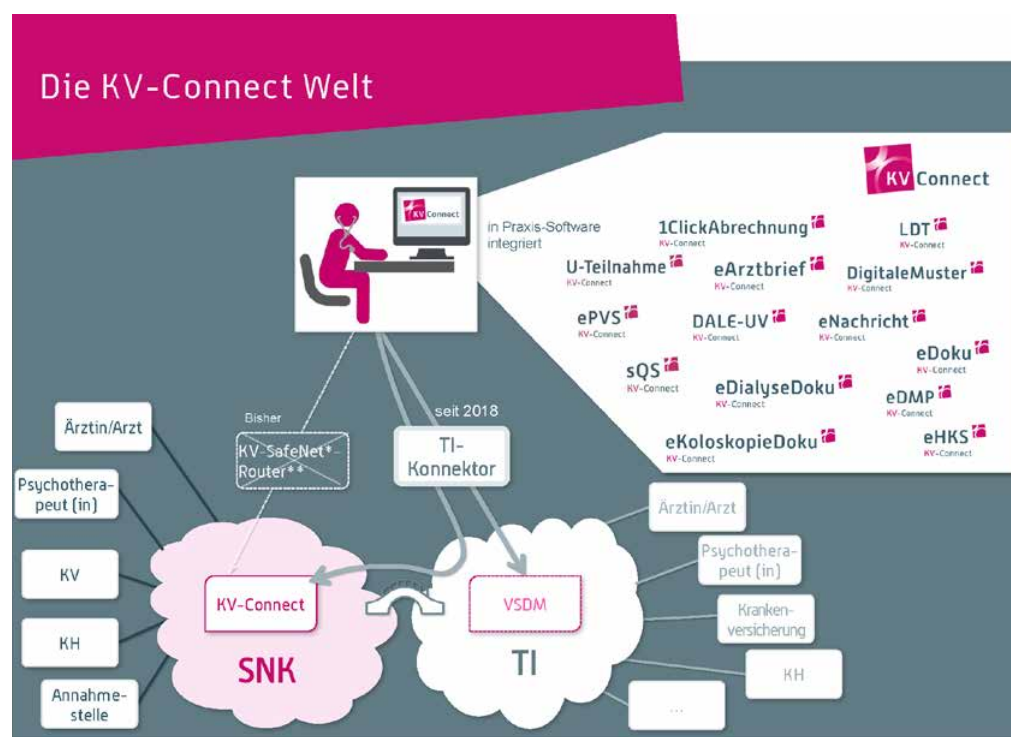 Die KV-Connect Welt
KV Connect
KV Connect
in Praxis-Software
integriert
1ClickAbrechnung
KV-Connect
LDT
KV-Connect
U-Teilnahme
KV-Connect
eArztbrief
KV-Connect
DigitaleMuster
KV-Connect
ePVS
KV-Connect
DALE-UV
KV-Connect
eNachricht
KV-Connect
eDoku
KV-Connect
sQS
KV-Connect
eDialyseDoku
KV-Connect
eDMP
KV-Connect
eKoloskopieDoku
KV-Connect
eHKS
KV-Connect
Bisher
KV-SafeNet*-
Router**
seit 2018
TI-
Konnektor
Ärztin/Arzt
Psychothera-
peut (in)
KV
KH
Annahme-
stelle
KV-Connect
SNK
VSDM
TI
Ärztin/Arzt
Psychothera-
peut (in)
Kranken-
versicherung
KH
...